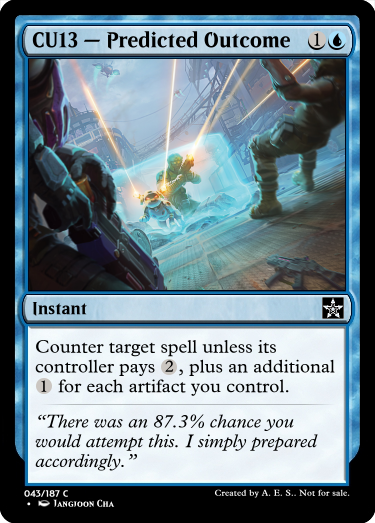 CU13 — Predicted Outcome 1
Instant
Counter target spell unless its
controller pays 2, plus an additional
1 for each artifact you control.
“There was an 87.3% chance you
would attempt this. I simply prepared
accordingly.”
043/187 C
Created by A. E. S.. Not for sale.
• Jangjoon Cha